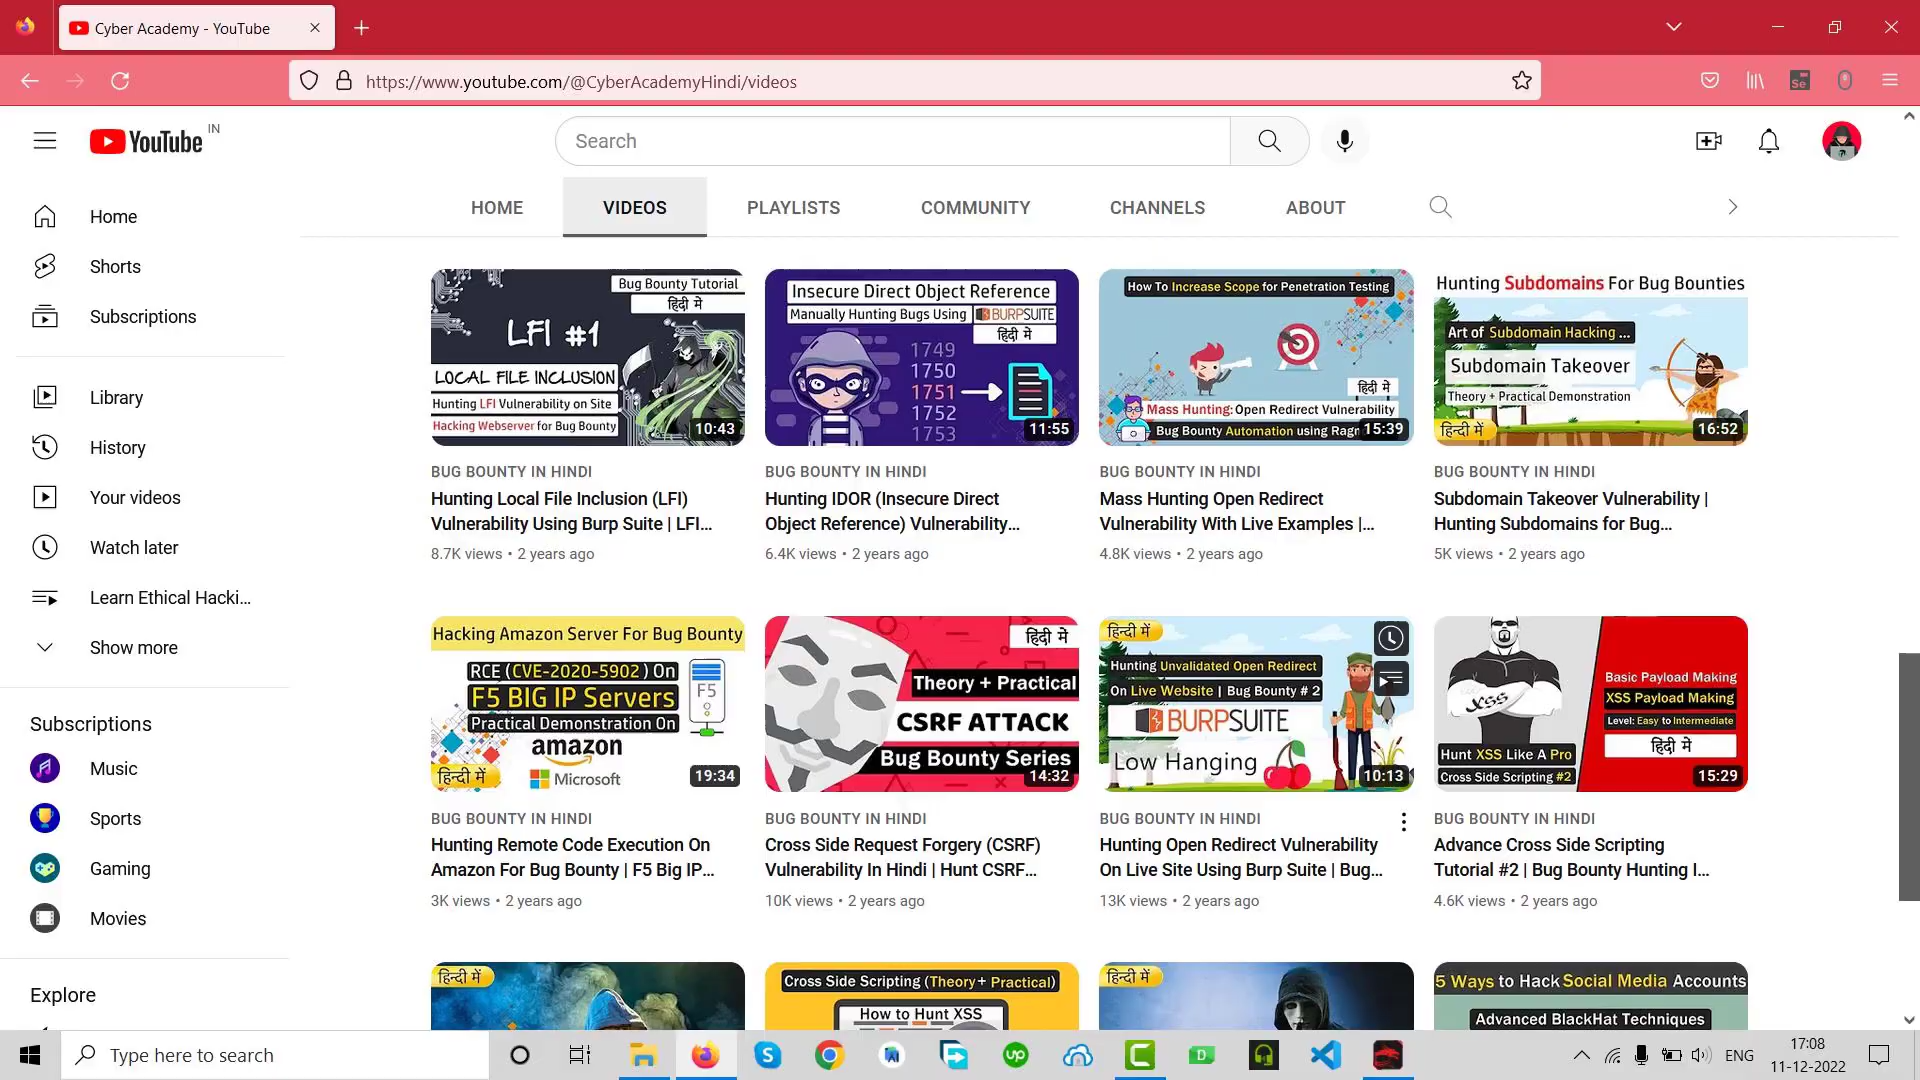 Cyber Academy - YouTube
https://www.youtube.com/@CyberAcademyHindi/videos
YouTube IN
Search
HOME VIDEOS PLAYLISTS COMMUNITY CHANNELS ABOUT
Home
Shorts
Subscriptions
Library
History
Your videos
Watch later
Learn Ethical Hacki...
Show more
Subscriptions
Music
Sports
Gaming
Movies
Explore
Bug Bounty Tutorial
हिंदी मे
LFI #1
LOCAL FILE INCLUSION
Hunting LFI Vulnerability on Site
Hacking Webserver for Bug Bounty
10:43
BUG BOUNTY IN HINDI
Hunting Local File Inclusion (LFI)
Vulnerability Using Burp Suite | LFI...
8.7K views • 2 years ago
Insecure Direct Object Reference
Manually Hunting Bugs Using BURPSUITE
हिंदी मे
1749
1750
1751
1752
1753
11:55
BUG BOUNTY IN HINDI
Hunting IDOR (Insecure Direct
Object Reference) Vulnerability...
6.4K views • 2 years ago
How To Increase Scope for Penetration Testing
हिंदी मे
Mass Hunting: Open Redirect Vulnerability
Bug Bounty Automation using Ragn
15:39
BUG BOUNTY IN HINDI
Mass Hunting Open Redirect
Vulnerability With Live Examples |...
4.8K views • 2 years ago
Hunting Subdomains For Bug Bounties
Art of Subdomain Hacking ...
Subdomain Takeover
Theory + Practical Demonstration
हिन्दी में
16:52
BUG BOUNTY IN HINDI
Subdomain Takeover Vulnerability |
Hunting Subdomains for Bug...
5K views • 2 years ago
Hacking Amazon Server For Bug Bounty
RCE (CVE-2020-5902) On
F5 BIG IP Servers
F5
Practical Demonstration On
amazon
हिन्दी में
Microsoft
19:34
BUG BOUNTY IN HINDI
Hunting Remote Code Execution On
Amazon For Bug Bounty | F5 Big IP...
3K views • 2 years ago
हिंदी मे
Theory + Practical
CSRF ATTACK
Bug Bounty Series
14:32
BUG BOUNTY IN HINDI
Cross Side Request Forgery (CSRF)
Vulnerability In Hindi | Hunt CSRF...
10K views • 2 years ago
हिन्दी में
Hunting Unvalidated Open Redirect
On Live Website | Bug Bounty # 2
BURPSUITE
Low Hanging
10:13
BUG BOUNTY IN HINDI
Hunting Open Redirect Vulnerability
On Live Site Using Burp Suite | Bug...
13K views • 2 years ago
XSS
Basic Payload Making
XSS Payload Making
Level: Easy to Intermediate
हिंदी मे
Hunt XSS Like A Pro
Cross Side Scripting #2
15:29
BUG BOUNTY IN HINDI
Advance Cross Side Scripting
Tutorial #2 | Bug Bounty Hunting I...
4.6K views • 2 years ago
हिन्दी में
Cross Side Scripting (Theory + Practical)
How to Hunt XSS
हिन्दी में
5 Ways to Hack Social Media Accounts
Advanced BlackHat Techniques
Type here to search
ENG
17:08
11-12-2022